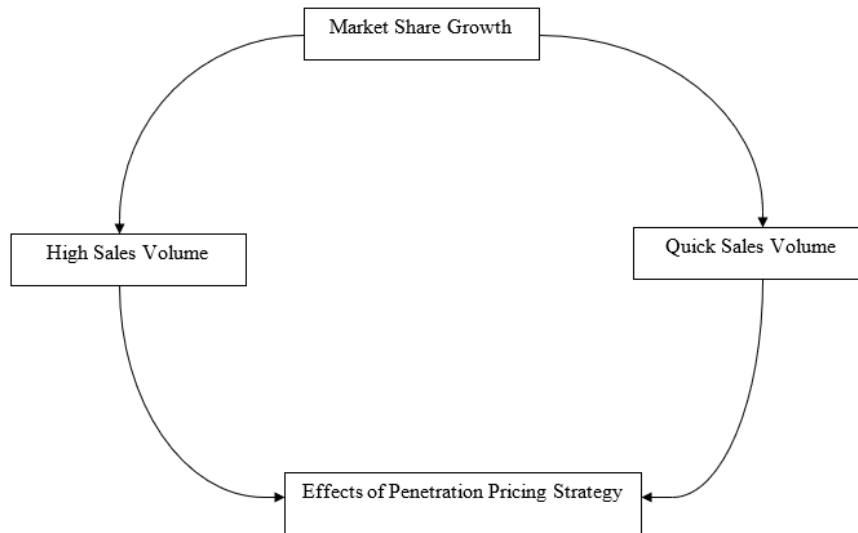 Market Share Growth
High Sales Volume
Quick Sales Volume
Effects of Penetration Pricing Strategy